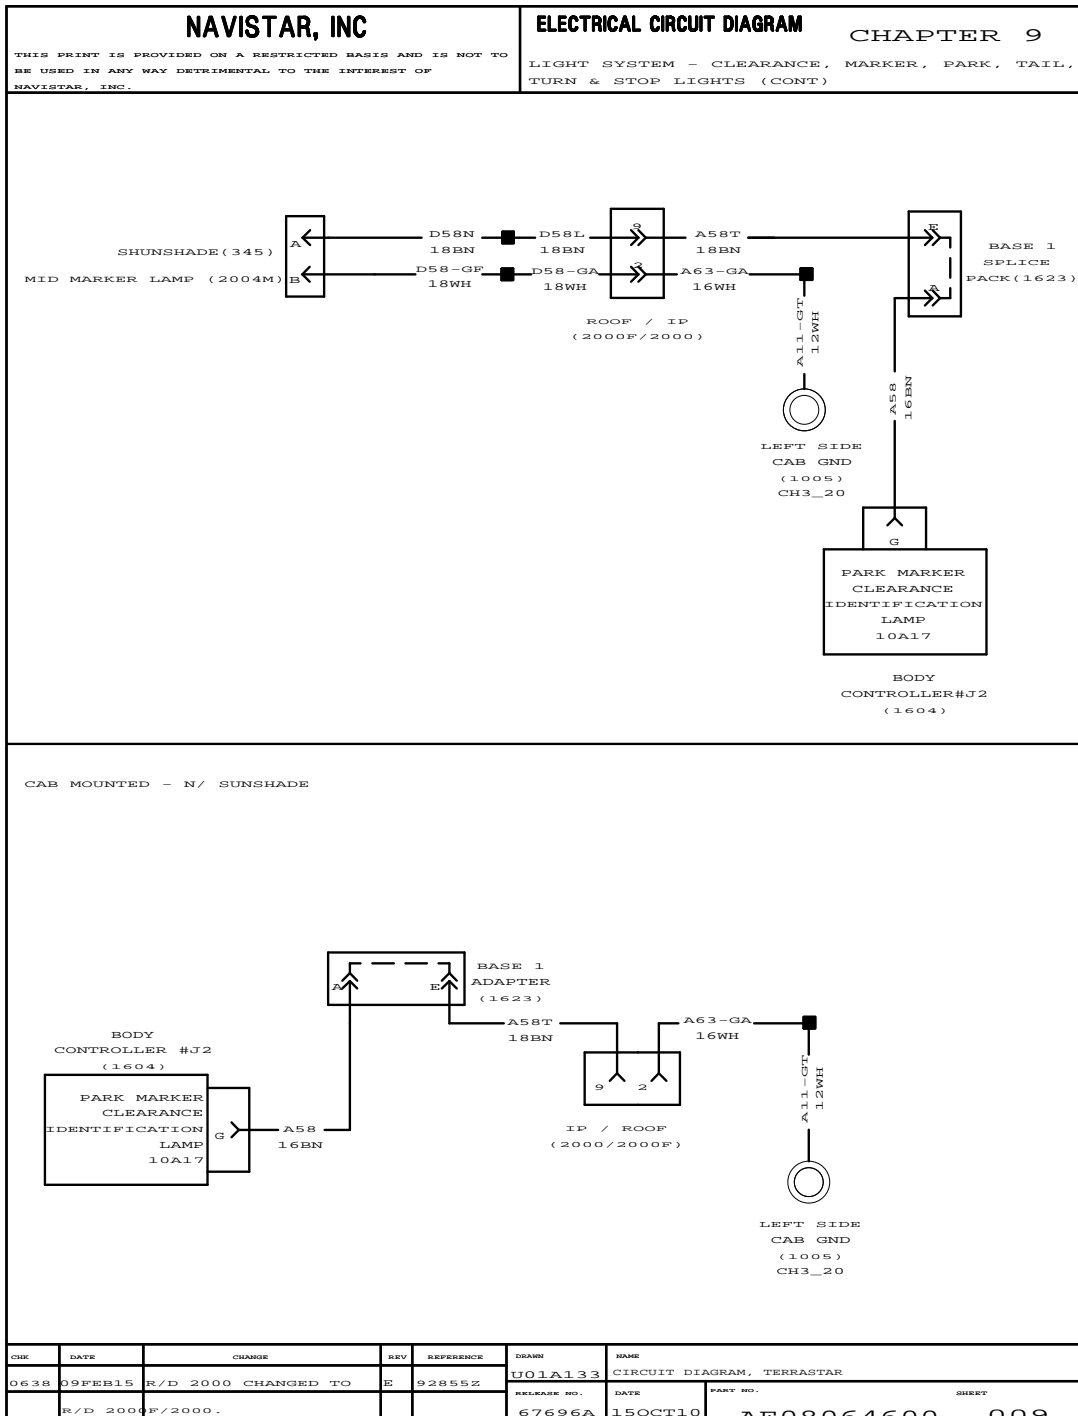 NAVISTAR, INC
THIS PRINT IS PROVIDED ON A RESTRICTED BASIS AND IS NOT TO
BE USED IN ANY WAY DETRIMENTAL TO THE INTEREST OF
NAVISTAR, INC.
ELECTRICAL CIRCUIT DIAGRAM
CHAPTER 9
LIGHT SYSTEM - CLEARANCE, MARKER, PARK, TAIL,
TURN & STOP LIGHTS (CONT)
SHUNSHADE(345)
MID MARKER LAMP (2004M)
A
B
D58N
18BN
D58L
18BN
D58-GF
18WH
D58-GA
18WH
9
A58T
18BN
A63-GA
16WH
ROOF / IP
(2000F/2000)
A11-GT
12WH
LEFT SIDE
CAB GND
(1005)
CH3_20
E
A
BASE 1
SPLICE
PACK(1623)
A58
16BN
G
PARK MARKER
CLEARANCE
IDENTIFICATION
LAMP
10A17
BODY
CONTROLLER#J2
(1604)
CAB MOUNTED - N/ SUNSHADE
A
E
BASE 1
ADAPTER
(1623)
A58T
18BN
A63-GA
16WH
9
2
IP / ROOF
(2000/2000F)
A11-GT
12WH
LEFT SIDE
CAB GND
(1005)
CH3_20
BODY
CONTROLLER #J2
(1604)
PARK MARKER
CLEARANCE
IDENTIFICATION
LAMP
10A17
G
A58
16BN
CHK
DATE
CHANGE
REV
REFERENCE
0638
09FEB15
R/D 2000 CHANGED TO
E
92855Z
R/D 2000F/2000.
DRAWN
U01A133
NAME
CIRCUIT DIAGRAM, TERRASTAR
RELEASE NO.
67696A
DATE
15OCT10
PART NO.
AE08064600
SHEET
009